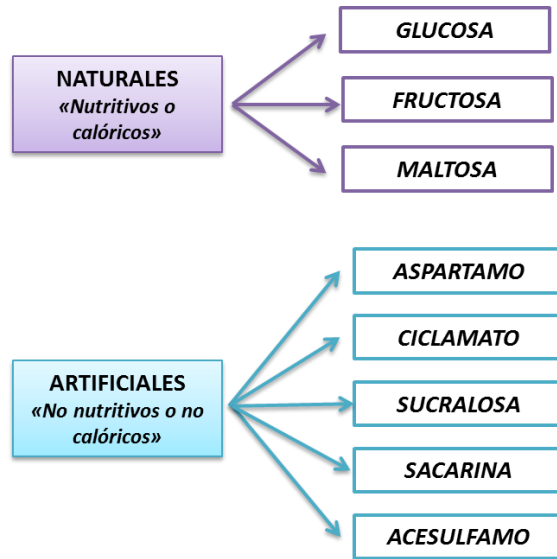 NATURALES
«Nutritivos o
calóricos»
GLUCOSA
FRUCTOSA
MALTOSA
ARTIFICIALES
«No nutritivos o no
calóricos»
ASPARTAMO
CICLAMATO
SUCRALOSA
SACARINA
ACESULFAMO